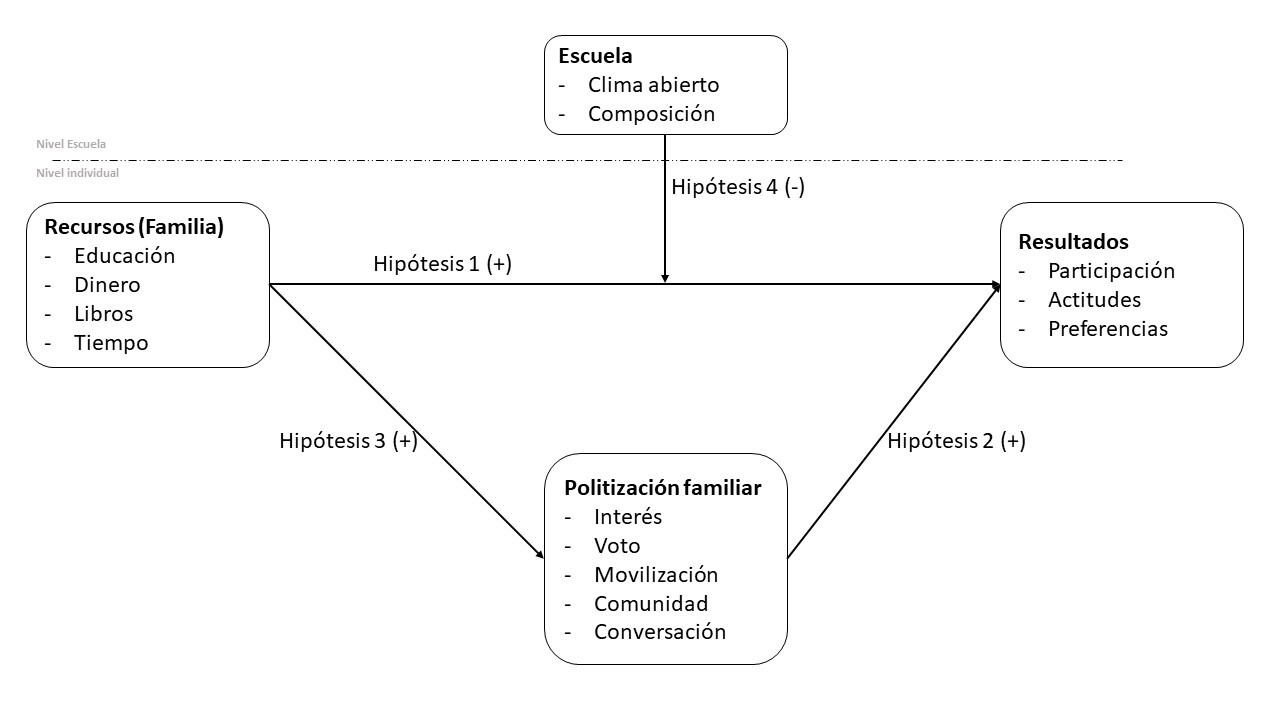 Escuela
- Clima abierto
- Composición
Nivel Escuela
Nivel individual
Hipótesis 4 (-)
Recursos (Familia)
- Educación
- Dinero
- Libros
- Tiempo
Hipótesis 1 (+)
Resultados
- Participación
- Actitudes
- Preferencias
Hipótesis 3 (+)
Hipótesis 2 (+)
Politización familiar
- Interés
- Voto
- Movilización
- Comunidad
- Conversación